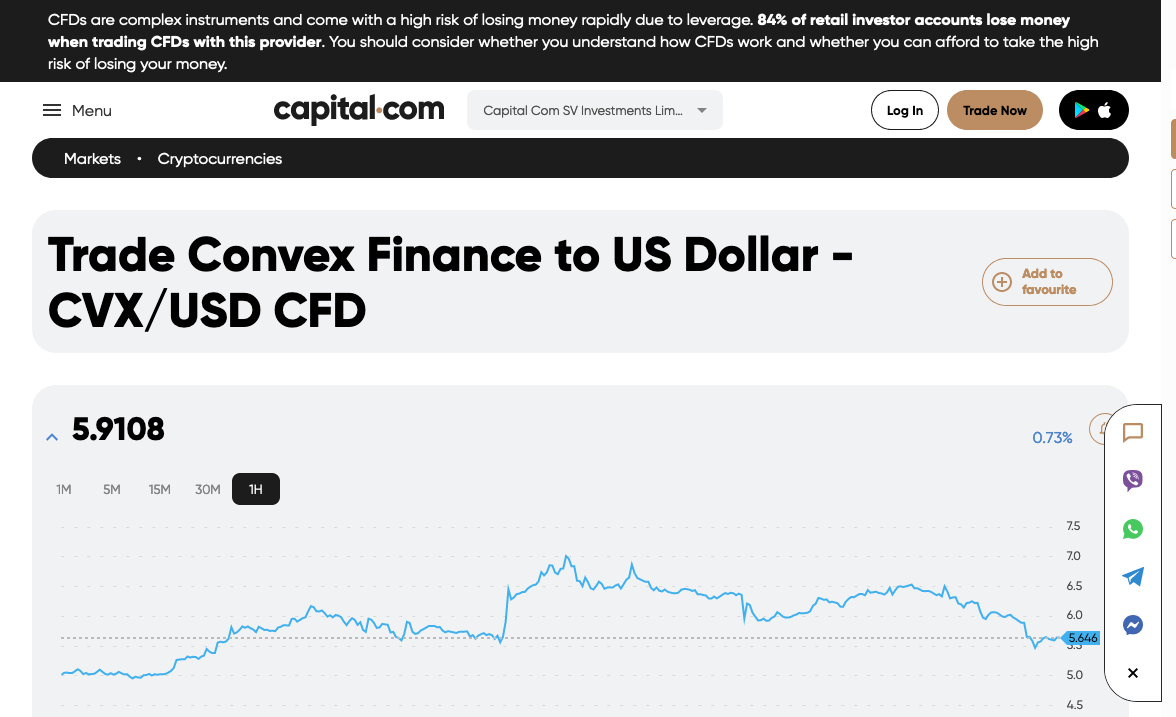 CFDs are complex instruments and come with a high risk of losing money rapidly due to leverage. 84% of retail investor accounts lose money
when trading CFDs with this provider. You should consider whether you understand how CFDs work and whether you can afford to take the high
risk of losing your money.
Menu
capital.com
Capital Com SV Investments Lim...
Log In
Trade Now
Markets • Cryptocurrencies
Trade Convex Finance to US Dollar -
CVX/USD CFD
Add to
favourite
5.9108
0.73%
1M 5M 15M 30M 1H
7.5
7.0
6.5
6.0
5.646
5.5
5.0
4.5